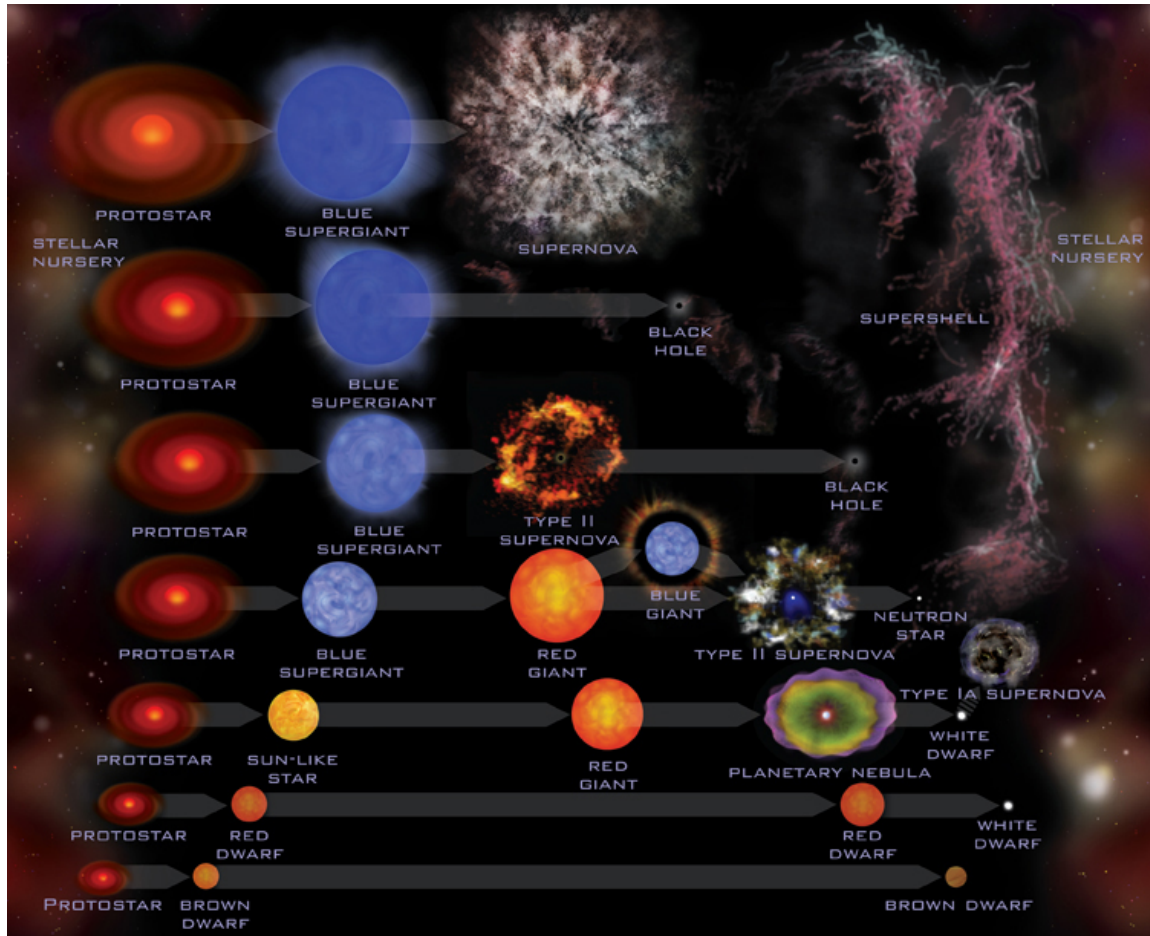 PROTOSTAR
BLUE
SUPERGIANT
SUPERNOVA
STELLAR
NURSERY
STELLAR
NURSERY
PROTOSTAR
BLUE
SUPERGIANT
BLACK
HOLE
SUPERSHELL
PROTOSTAR
BLUE
SUPERGIANT
TYPE II
SUPERNOVA
BLACK
HOLE
PROTOSTAR
BLUE
SUPERGIANT
RED
GIANT
BLUE
GIANT
TYPE II SUPERNOVA
NEUTRON
STAR
TYPE IA SUPERNOVA
PROTOSTAR
SUN-LIKE
STAR
RED
GIANT
PLANETARY NEBULA
WHITE
DWARF
PROTOSTAR
RED
DWARF
RED
DWARF
WHITE
DWARF
PROTOSTAR
BROWN
DWARF
BROWN DWARF